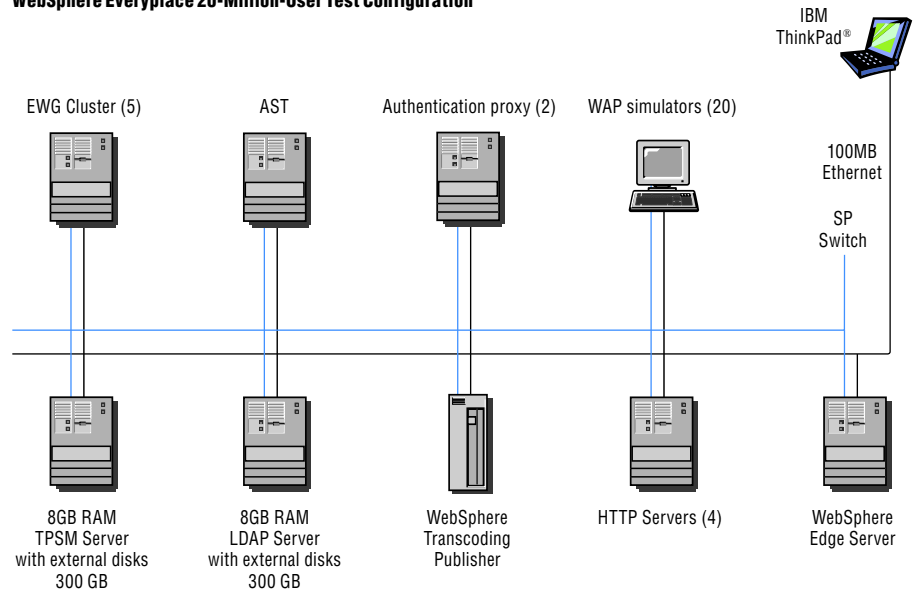 WebSphere Everyplace 20-Million-User Test Configuration
IBM
ThinkPad®
EWG Cluster (5)
AST
Authentication proxy (2)
WAP simulators (20)
100MB
Ethernet
SP
Switch
8GB RAM
TPSM Server
with external disks
300 GB
8GB RAM
LDAP Server
with external disks
300 GB
WebSphere
Transcoding
Publisher
HTTP Servers (4)
WebSphere
Edge Server